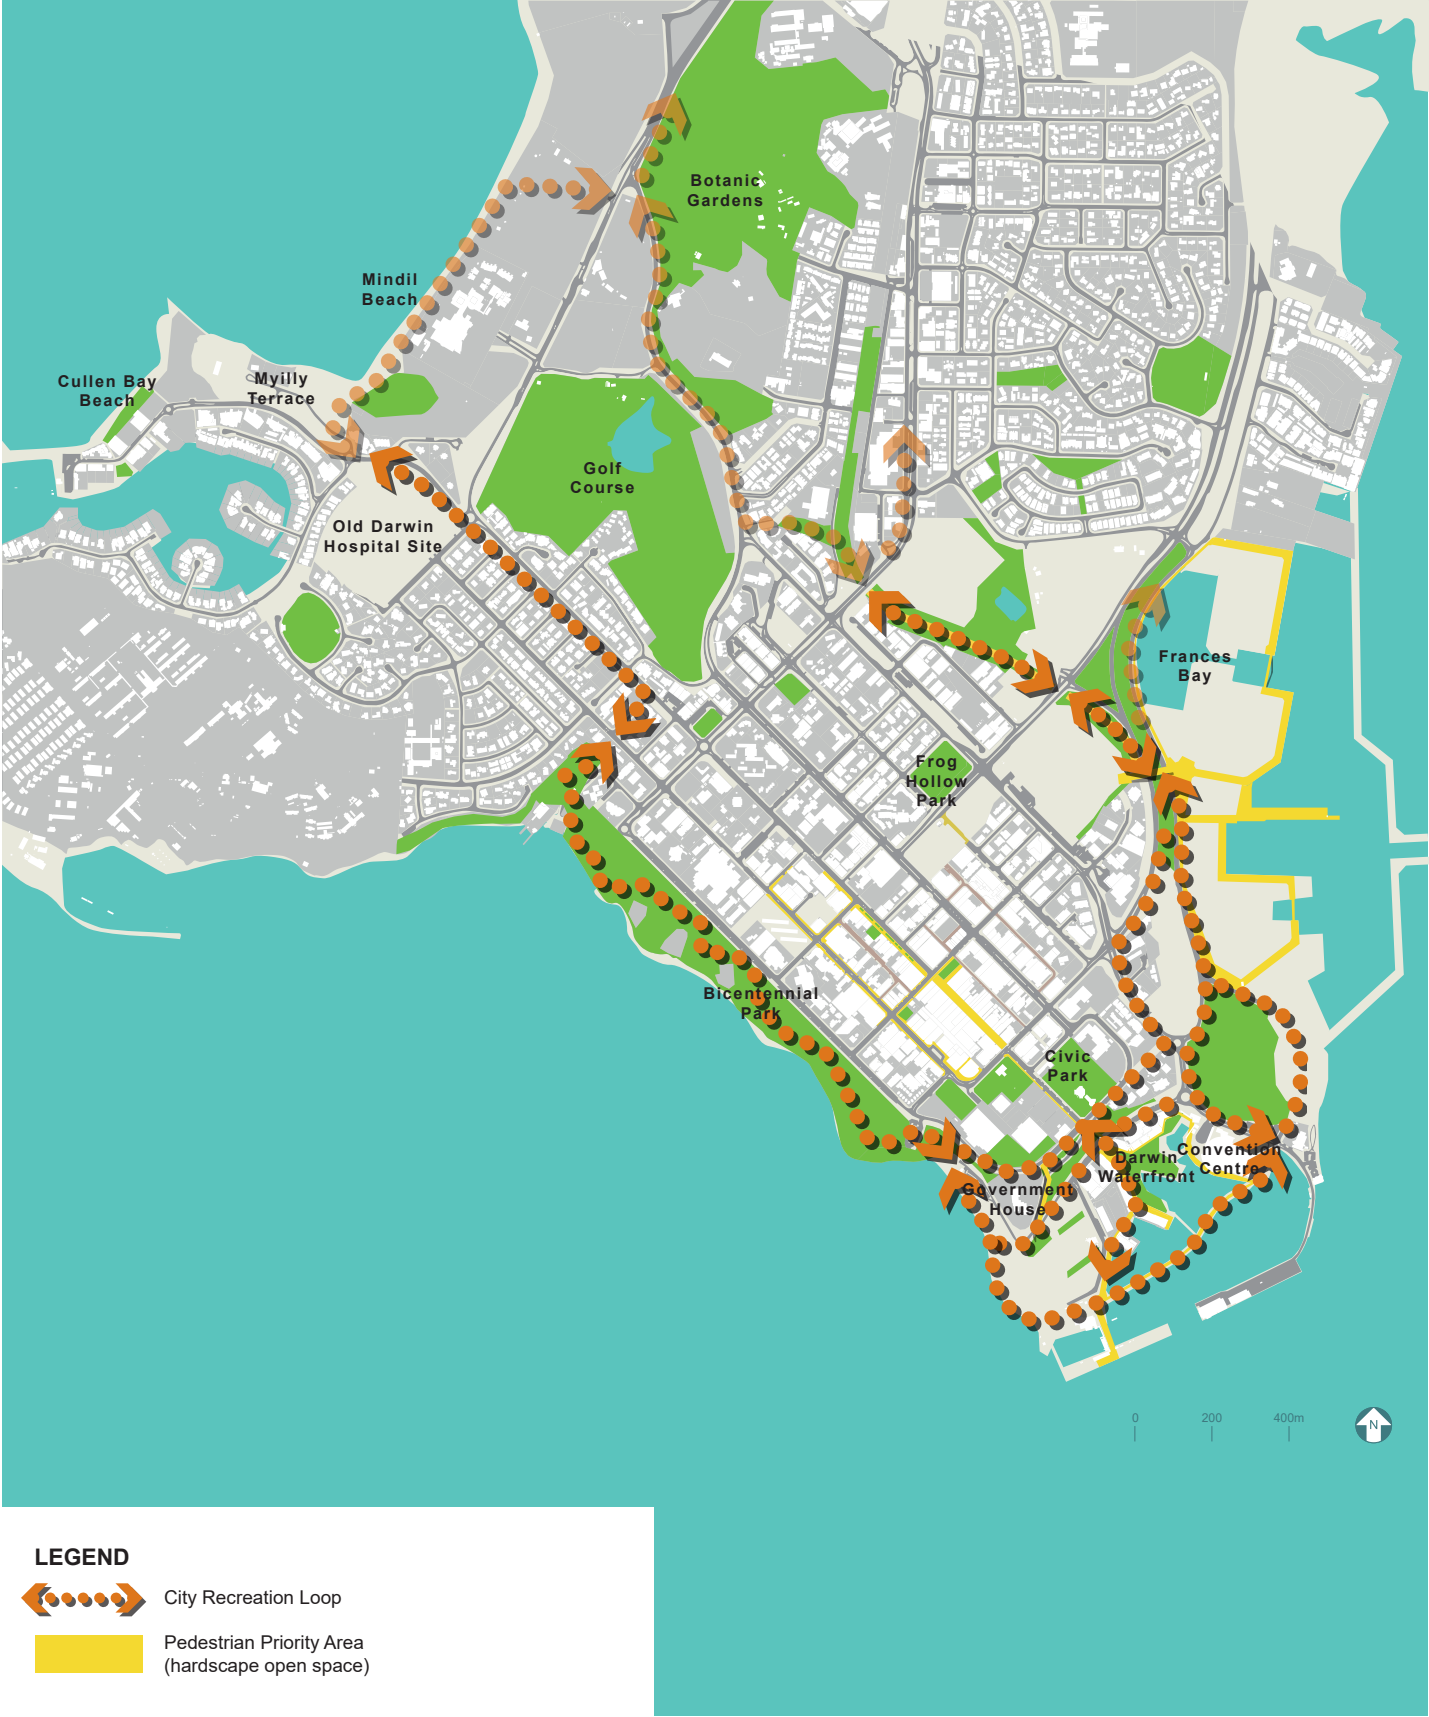 Botanic
Gardens
Mindil
Beach
Cullen Bay
Beach
Myilly
Terrace
Golf
Course
Old Darwin
Hospital Site
Frances
Bay
Frog
Hollow
Park
Bicentennial
Park
Civic
Park
Darwin
Waterfront
Convention
Centre
Government
House
0 200 400m
N
LEGEND
City Recreation Loop
Pedestrian Priority Area
(hardscape open space)